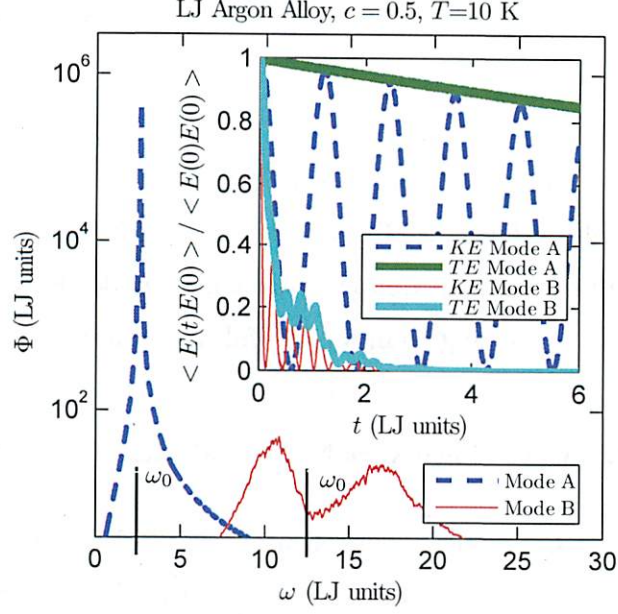 LJ Argon Alloy, c = 0.5, T=10 K
Φ (LJ units)
10^6
10^4
10^2
< E(t)E(0) > / < E(0)E(0) >
1
0.8
0.6
0.4
0.2
0
KE Mode A
TE Mode A
KE Mode B
TE Mode B
0 2 4 6
t (LJ units)
ω0
ω0
Mode A
Mode B
0 5 10 15 20 25 30
ω (LJ units)